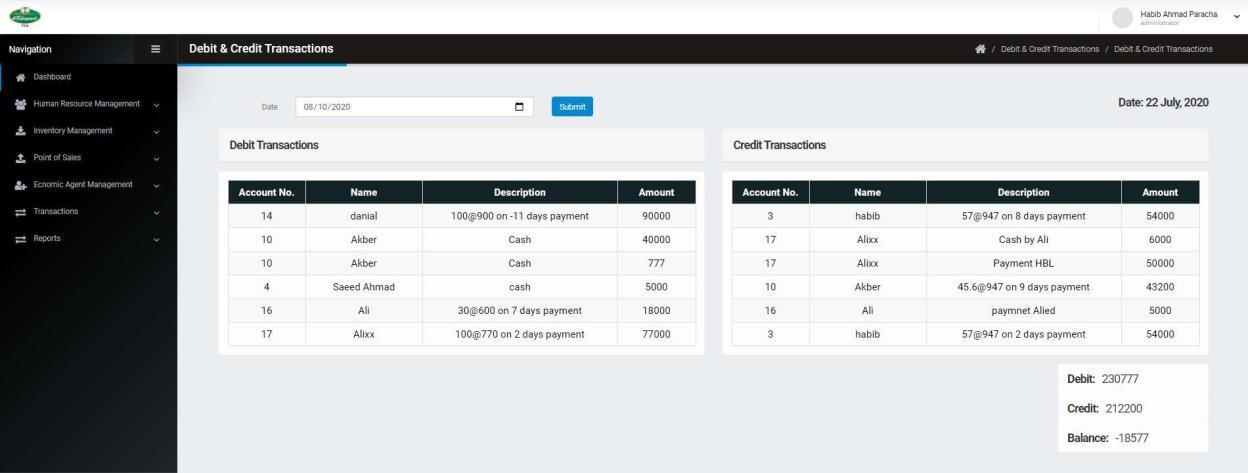 Habib Ahmad Paracha
administrator
Navigation
Debit & Credit Transactions
/ Debit & Credit Transactions / Debit & Credit Transactions
Dashboard
Human Resource Management
Inventory Management
Point of Sales
Ecnomic Agent Management
Transactions
Reports
Date 08/10/2020 Submit
Date: 22 July, 2020
Debit Transactions
Account No. Name Description Amount
14 danial 100@900 on -11 days payment 90000
10 Akber Cash 40000
10 Akber Cash 777
4 Saeed Ahmad cash 5000
16 Ali 30@600 on 7 days payment 18000
17 Alixx 100@770 on 2 days payment 77000
Credit Transactions
Account No. Name Description Amount
3 habib 57@947 on 8 days payment 54000
17 Alixx Cash by Ali 6000
17 Alixx Payment HBL 50000
10 Akber 45.6@947 on 9 days payment 43200
16 Ali paymnet Alied 5000
3 habib 57@947 on 2 days payment 54000
Debit: 230777
Credit: 212200
Balance: -18577